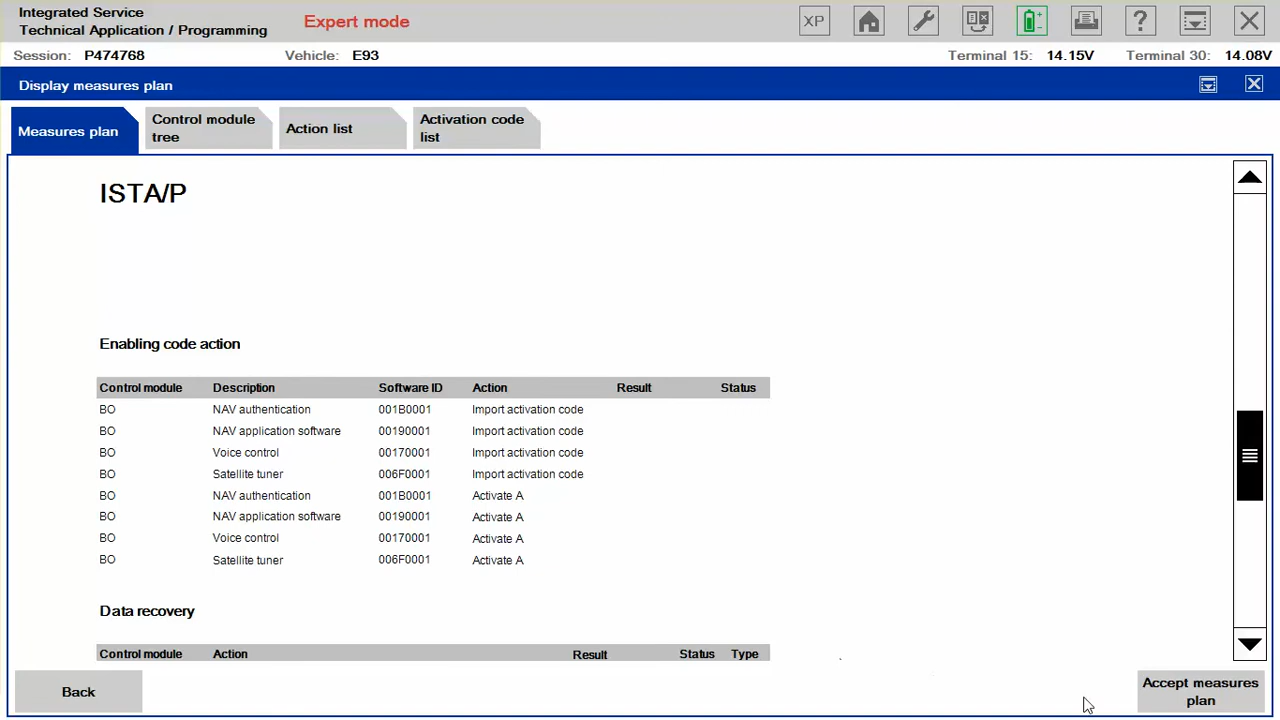 Integrated Service
Technical Application / Programming
Expert mode
XP
?
Session: P474768 Vehicle: E93 Terminal 15: 14.15V Terminal 30: 14.08V
Display measures plan
Measures plan
Control module
tree
Action list
Activation code
list
ISTA/P
Enabling code action
Control module Description Software ID Action Result Status
BO NAV authentication 001B0001 Import activation code
BO NAV application software 00190001 Import activation code
BO Voice control 00170001 Import activation code
BO Satellite tuner 006F0001 Import activation code
BO NAV authentication 001B0001 Activate A
BO NAV application software 00190001 Activate A
BO Voice control 00170001 Activate A
BO Satellite tuner 006F0001 Activate A
Data recovery
Control module Action Result Status Type
Back
Accept measures
plan